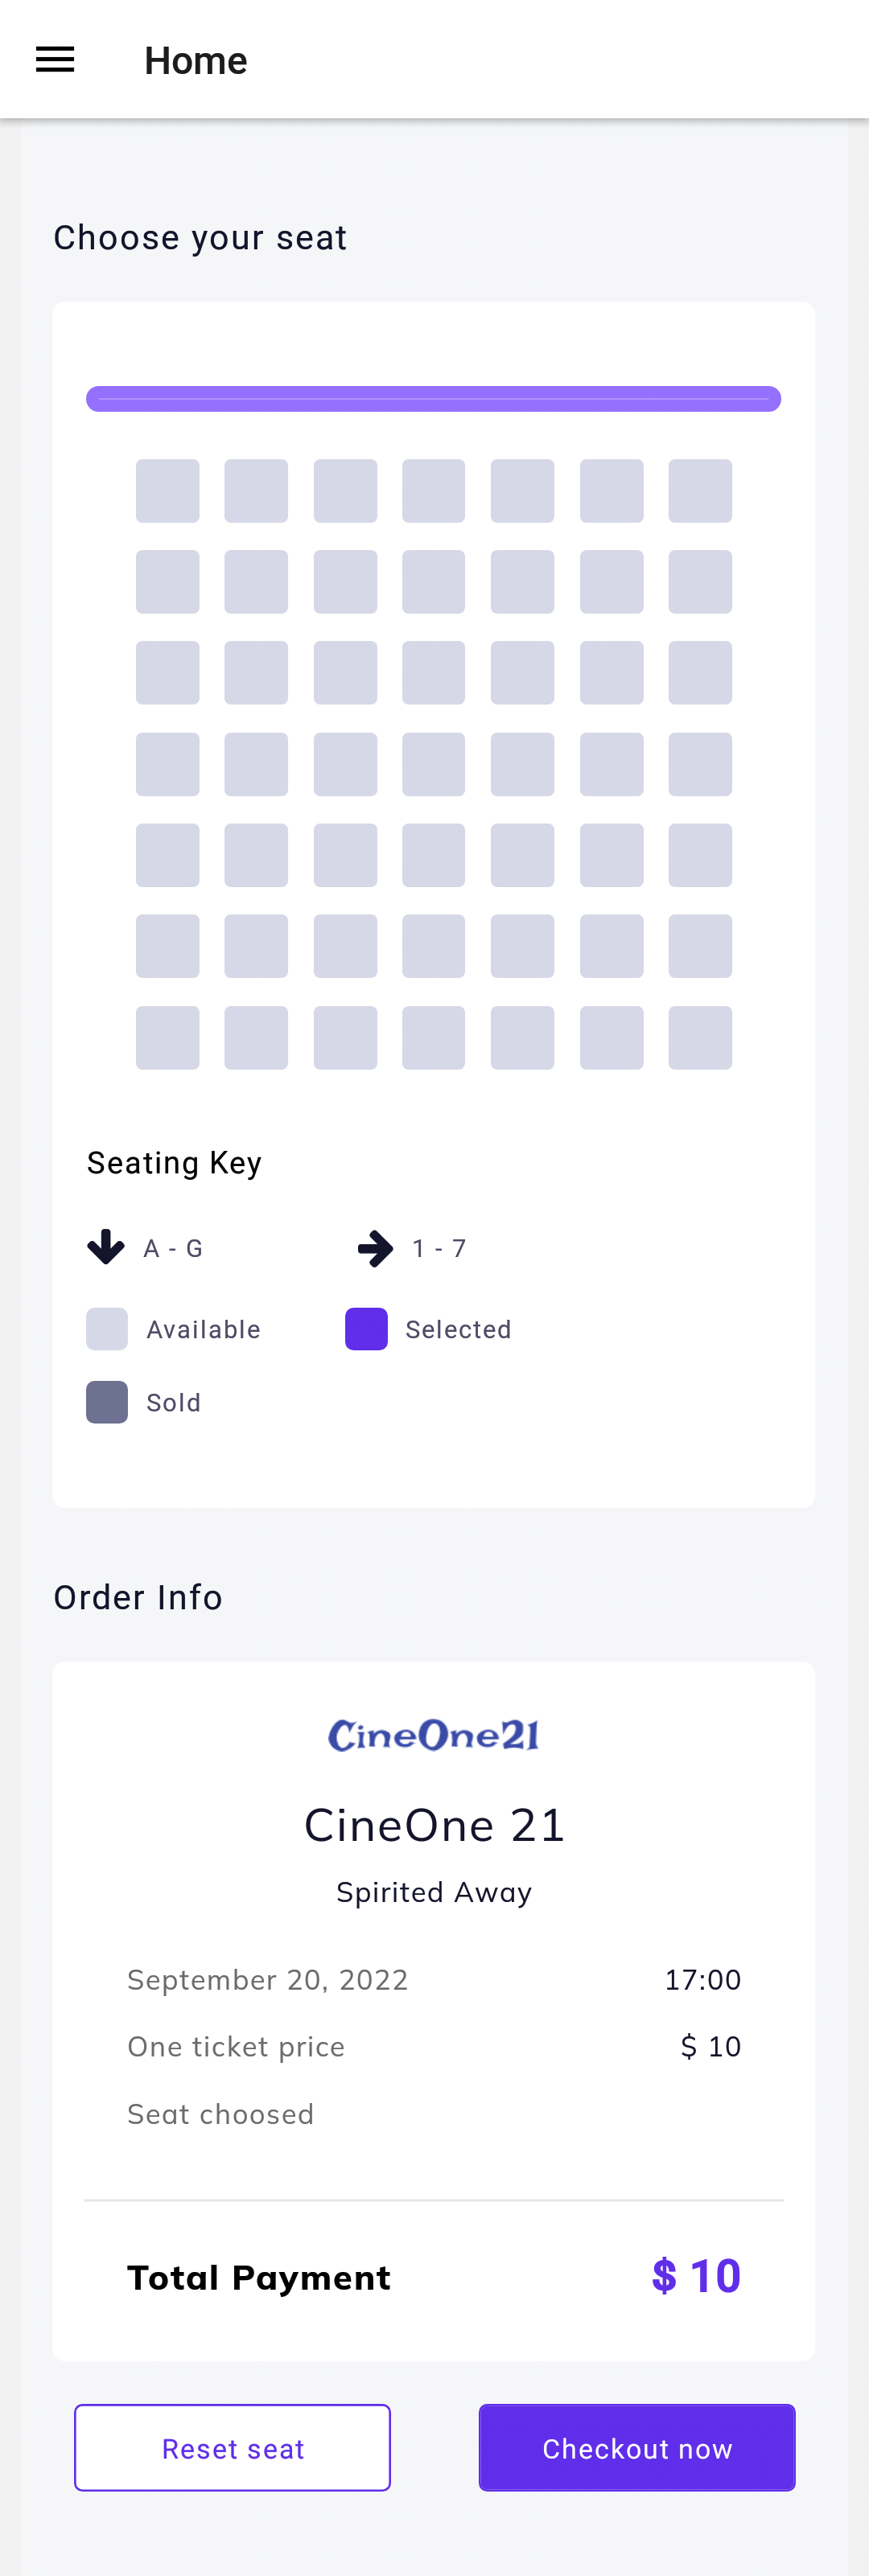 Home
Choose your seat
Seating Key
A - G
1 - 7
Available
Selected
Sold
Order Info
CineOne21
CineOne 21
Spirited Away
September 20, 2022 17:00
One ticket price $ 10
Seat choosed
Total Payment $ 10
Reset seat
Checkout now